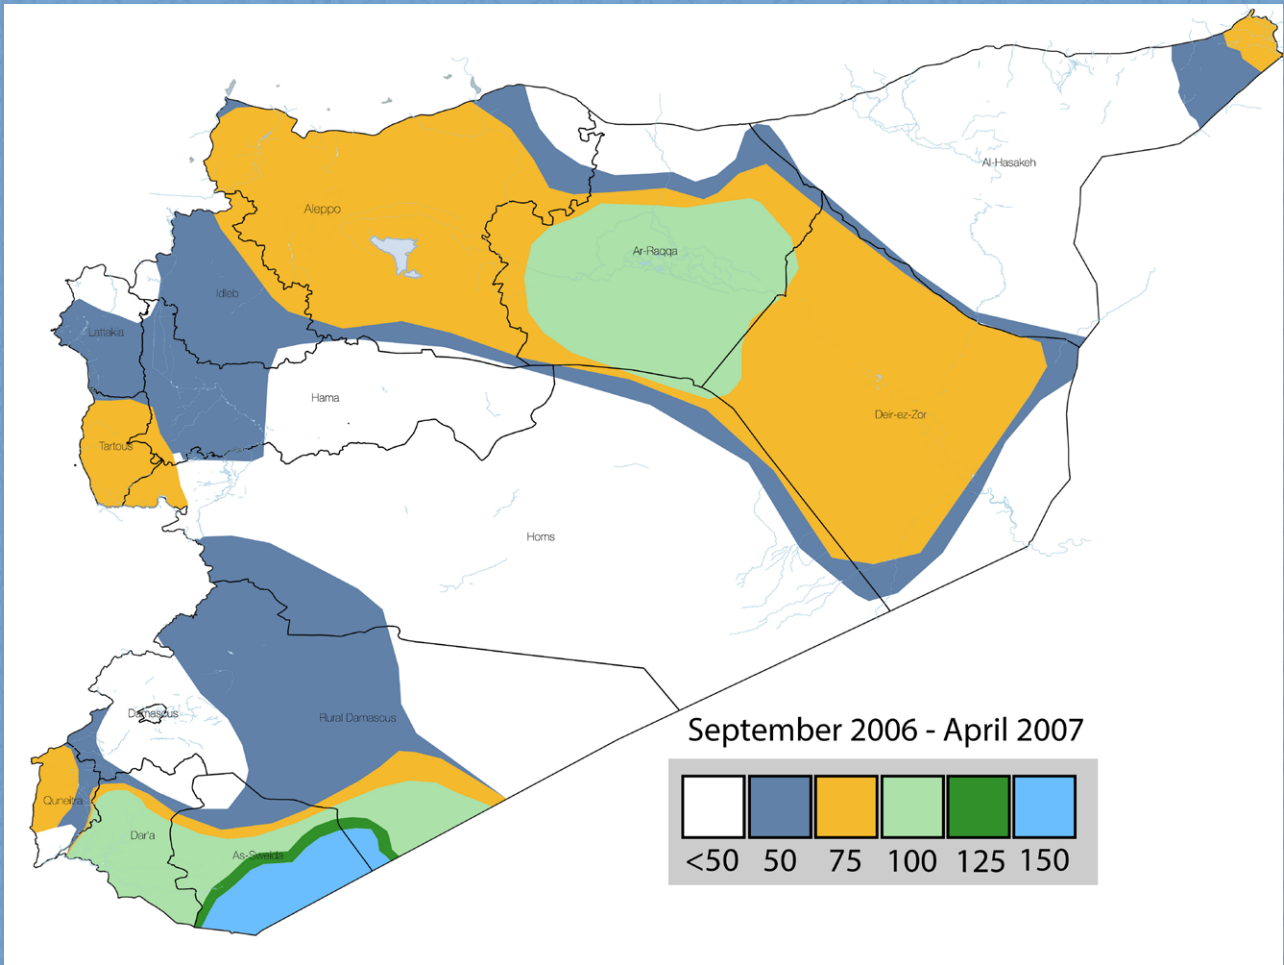 Al-Hasakeh
Aleppo
Ar-Raqqa
Idleb
Lattakia
Hama
Deir-ez-Zor
Tartous
Homs
Damascus
Rural Damascus
Quneitra
Dar'a
As-Sweida
September 2006 - April 2007
<50 50 75 100 125 150